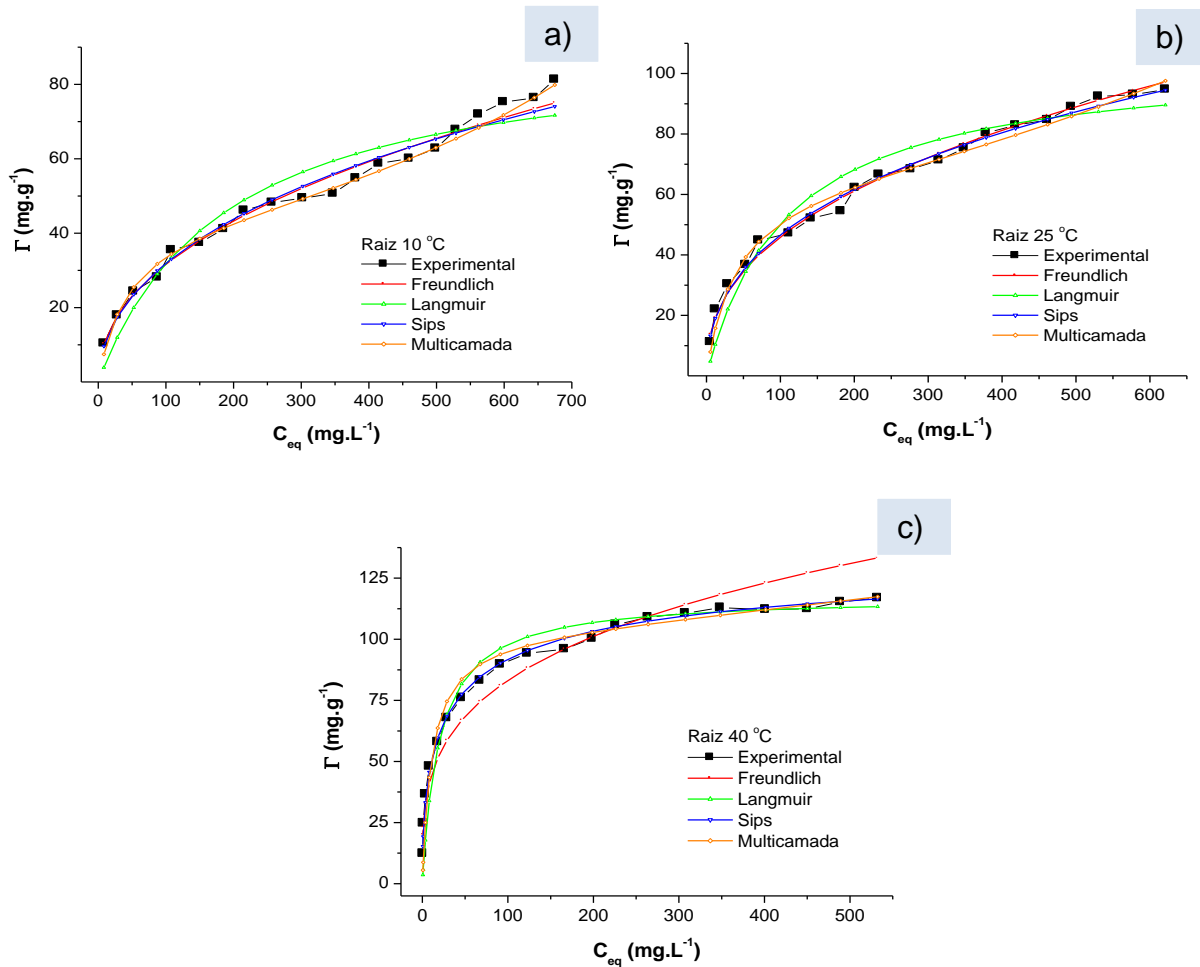 a)
Γ (mg.g⁻¹)
80
60
40
20
0 100 200 300 400 500 600 700
C_eq (mg.L⁻¹)
Raiz 10 °C
Experimental
Freundlich
Langmuir
Sips
Multicamada
b)
Γ (mg.g⁻¹)
100
80
60
40
20
0 100 200 300 400 500 600
C_eq (mg.L⁻¹)
Raiz 25 °C
Experimental
Freundlich
Langmuir
Sips
Multicamada
c)
Γ (mg.g⁻¹)
125
100
75
50
25
0
0 100 200 300 400 500
C_eq (mg.L⁻¹)
Raiz 40 °C
Experimental
Freundlich
Langmuir
Sips
Multicamada